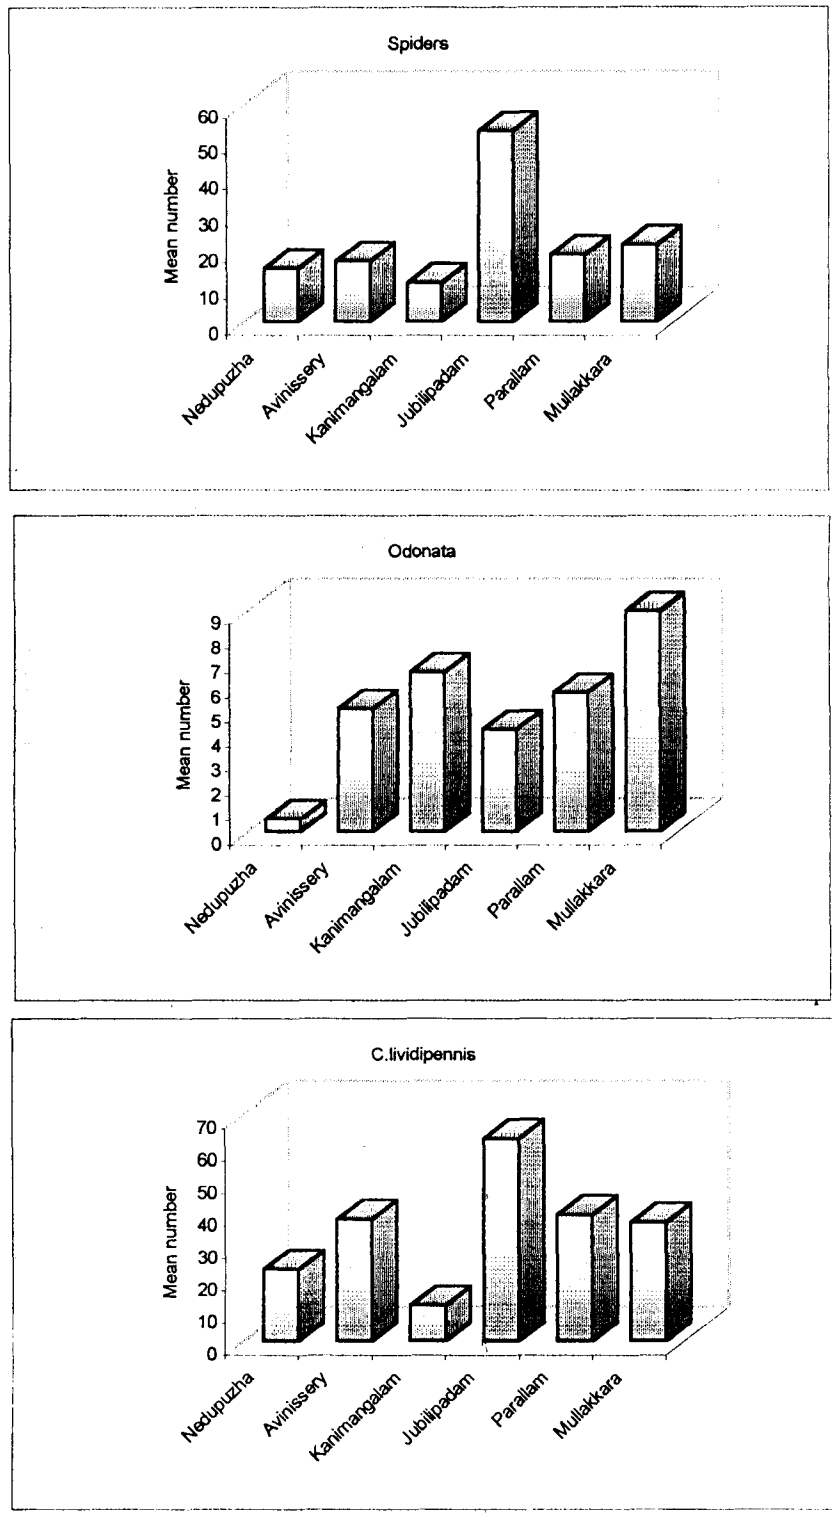 Spiders
60
50
40
30
20
10
0
Mean number
Nedupuzha
Avinissery
Kanimangalam
Jubilipadam
Parallam
Mullakkara
Odonata
9
8
7
6
5
4
3
2
1
0
Mean number
Nedupuzha
Avinissery
Kanimangalam
Jubilipadam
Parallam
Mullakkara
C.lividipennis
70
60
50
40
30
20
10
0
Mean number
Nedupuzha
Avinissery
Kanimangalam
Jubilipadam
Parallam
Mullakkara